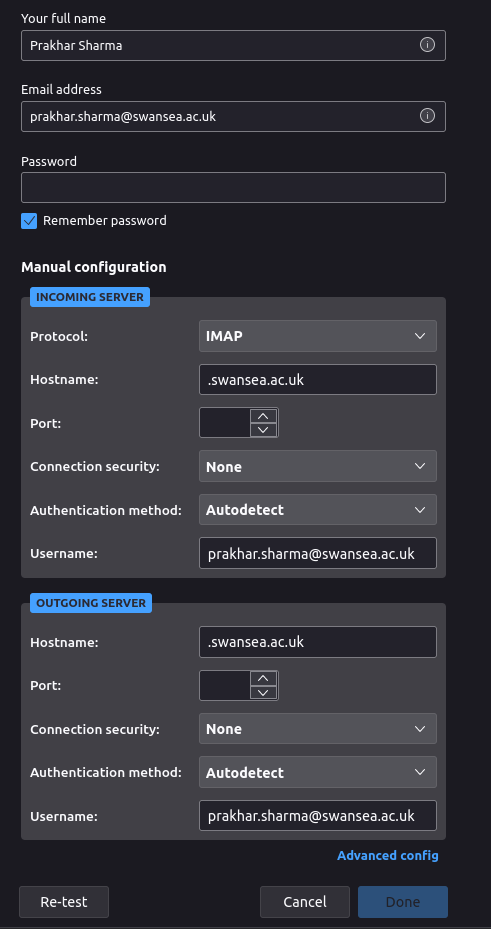 Your full name
Prakhar Sharma
Email address
prakhar.sharma@swansea.ac.uk
Password
Remember password
Manual configuration
INCOMING SERVER
Protocol: IMAP
Hostname: .swansea.ac.uk
Port:
Connection security: None
Authentication method: Autodetect
Username: prakhar.sharma@swansea.ac.uk
OUTGOING SERVER
Hostname: .swansea.ac.uk
Port:
Connection security: None
Authentication method: Autodetect
Username: prakhar.sharma@swansea.ac.uk
Advanced config
Re-test Cancel Done